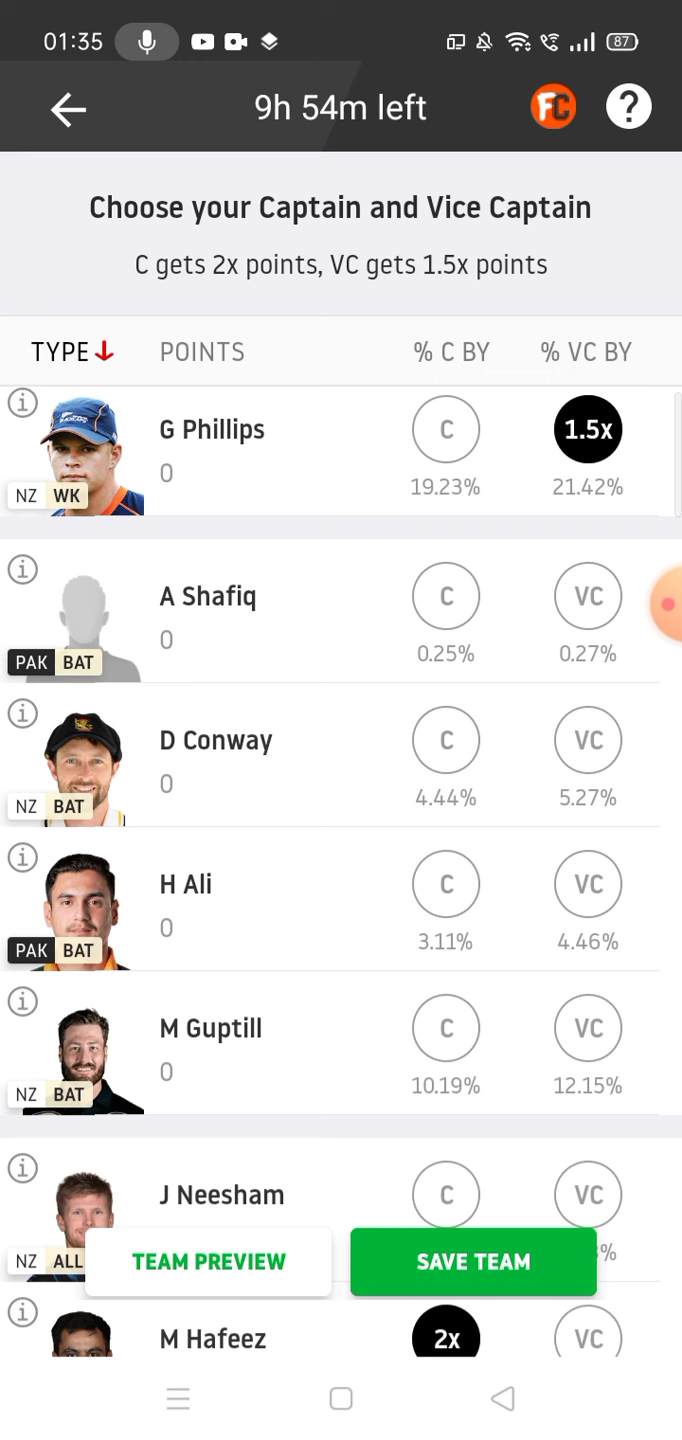 01:35
87
9h 54m left
FC
?
Choose your Captain and Vice Captain
C gets 2x points, VC gets 1.5x points
TYPE POINTS % C BY % VC BY
G Phillips
0
C
1.5x
19.23%
21.42%
NZ WK
A Shafiq
0
C
VC
0.25%
0.27%
PAK BAT
D Conway
0
C
VC
4.44%
5.27%
NZ BAT
H Ali
0
C
VC
3.11%
4.46%
PAK BAT
M Guptill
0
C
VC
10.19%
12.15%
NZ BAT
J Neesham
C
VC
NZ ALL
TEAM PREVIEW
SAVE TEAM
M Hafeez
2x
VC